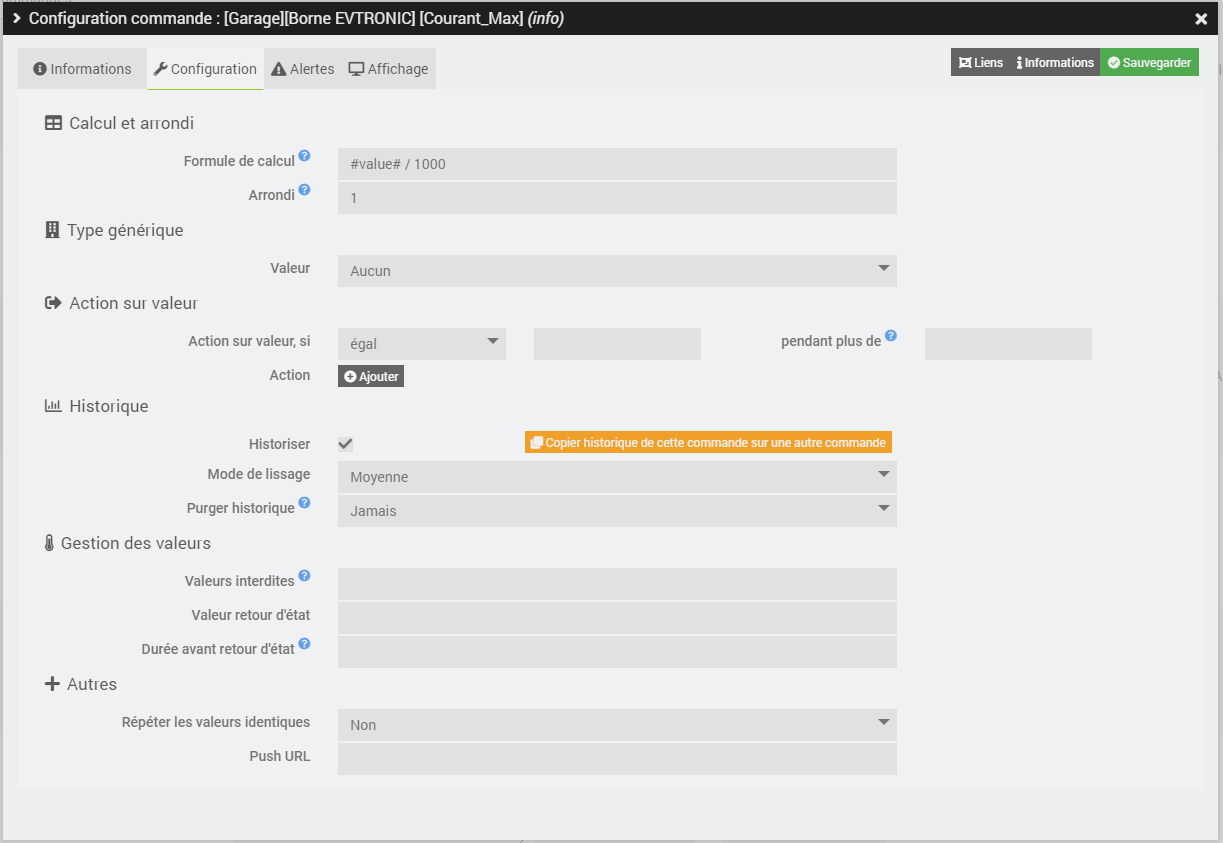 Configuration commande : [Garage][Borne EVTRONIC] [Courant_Max] (info)
Informations Configuration Alertes Affichage Liens Informations Sauvegarder
Calcul et arrondi
Formule de calcul #value# / 1000
Arrondi 1
Type générique
Valeur Aucun
Action sur valeur
Action sur valeur, si égal pendant plus de
Action Ajouter
Historique
Historiser Copier historique de cette commande sur une autre commande
Mode de lissage Moyenne
Purger historique Jamais
Gestion des valeurs
Valeurs interdites
Valeur retour d'état
Durée avant retour d'état
Autres
Répéter les valeurs identiques Non
Push URL